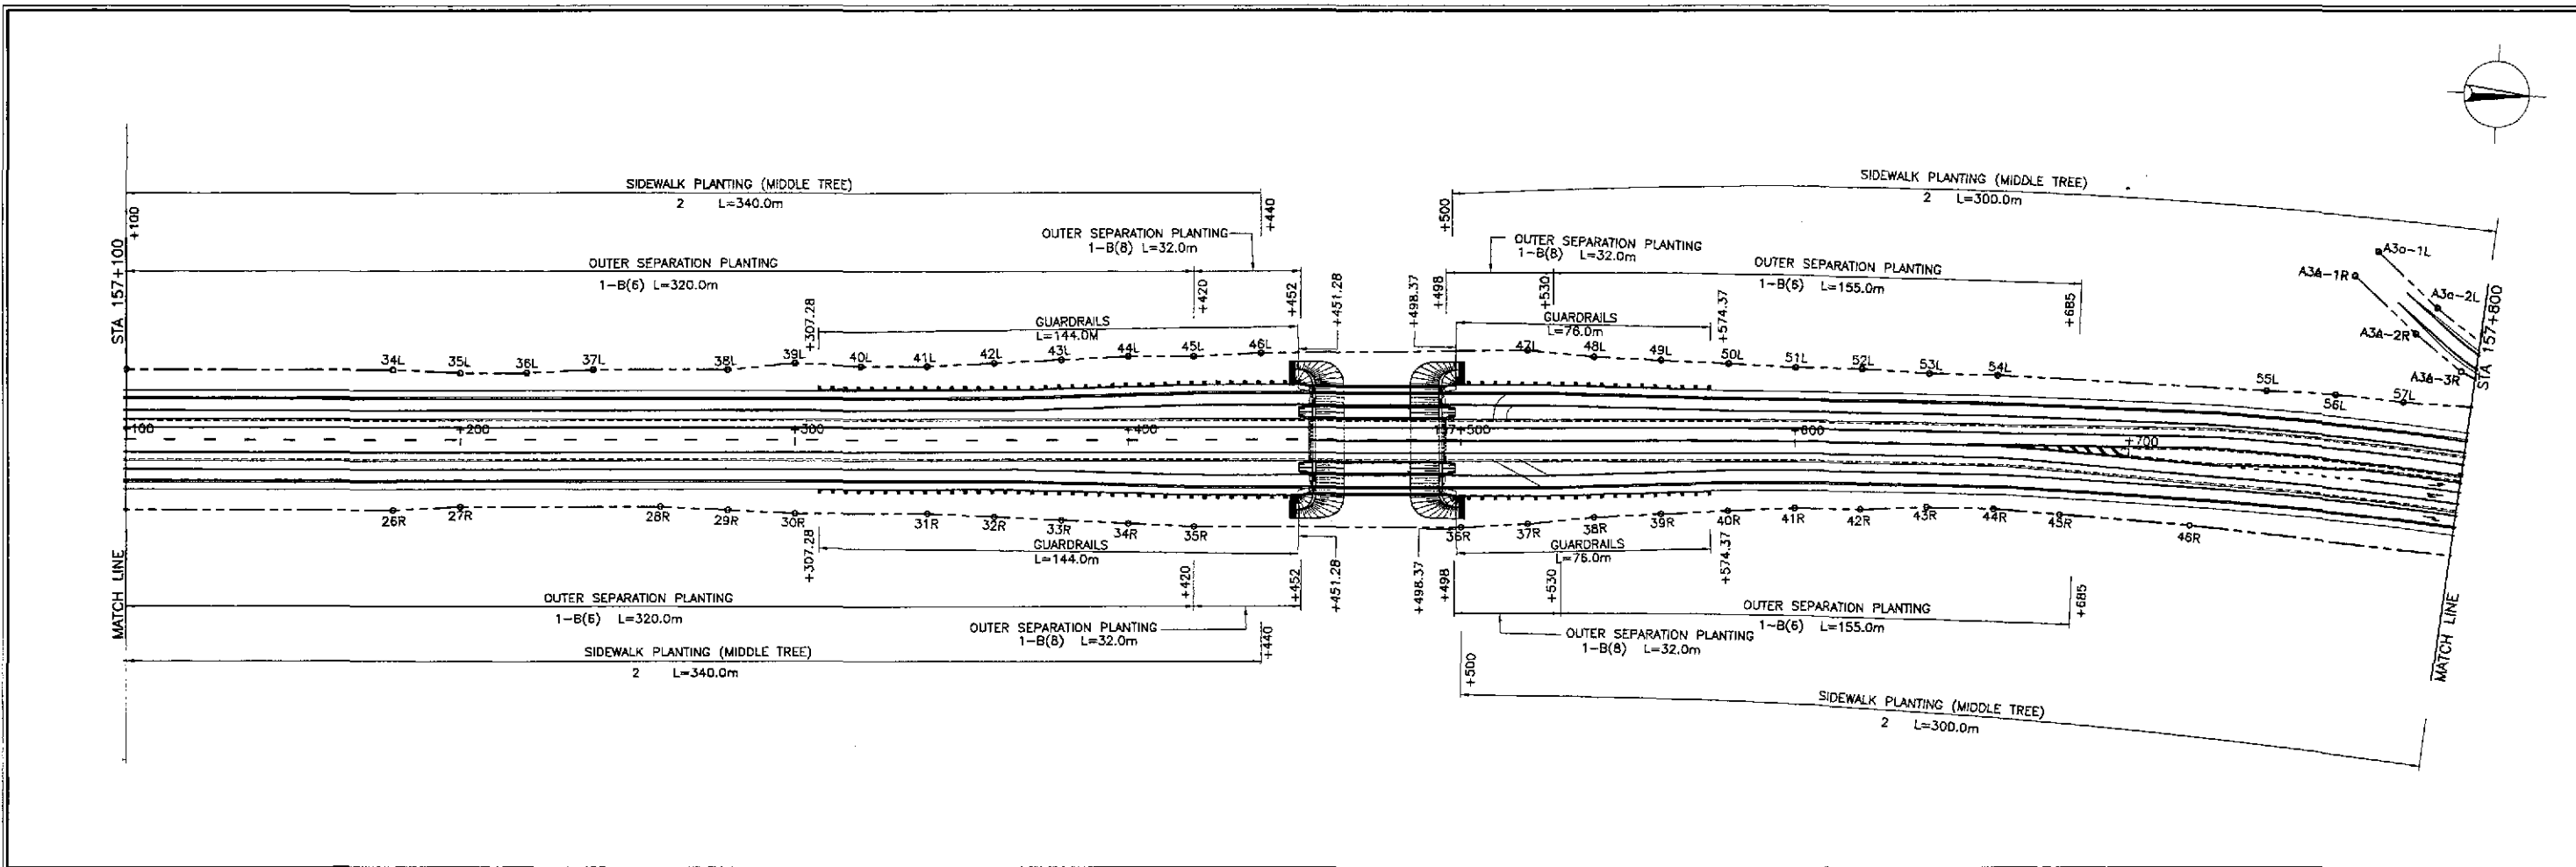 SIDEWALK PLANTING (MIDDLE TREE)
2 L=340.0m
SIDEWALK PLANTING (MIDDLE TREE)
2 L=300.0m
STA 157+100
+100
+440
+500
OUTER SEPARATION PLANTING
1-B(8) L=32.0m
OUTER SEPARATION PLANTING
1-B(8) L=32.0m
OUTER SEPARATION PLANTING
1-B(6) L=320.0m
OUTER SEPARATION PLANTING
1-B(6) L=155.0m
+307.28
+420
+452
+451.28
+498.37
+498
+530
+574.37
+685
GUARDRAILS
L=144.0M
GUARDRAILS
L=76.0m
A3a-1L
A3a-1R
A3a-2L
A3a-2R
A3a-3R
STA 157+800
34L
35L
36L
37L
38L
39L
40L
41L
42L
43L
44L
45L
46L
47L
48L
49L
50L
51L
52L
53L
54L
55L
56L
57L
+100
+200
+300
+400
157+500
+600
+700
26R
27R
28R
29R
30R
31R
32R
33R
34R
35R
36R
37R
38R
39R
40R
41R
42R
43R
44R
45R
46R
GUARDRAILS
L=144.0m
GUARDRAILS
L=76.0m
+307.28
+420
+452
+451.28
+498.37
+498
+530
+574.37
+685
MATCH LINE
OUTER SEPARATION PLANTING
1-B(6) L=320.0m
OUTER SEPARATION PLANTING
1-B(6) L=155.0m
OUTER SEPARATION PLANTING
1-B(8) L=32.0m
OUTER SEPARATION PLANTING
1-B(8) L=32.0m
+440
+500
SIDEWALK PLANTING (MIDDLE TREE)
2 L=340.0m
SIDEWALK PLANTING (MIDDLE TREE)
2 L=300.0m
MATCH LINE